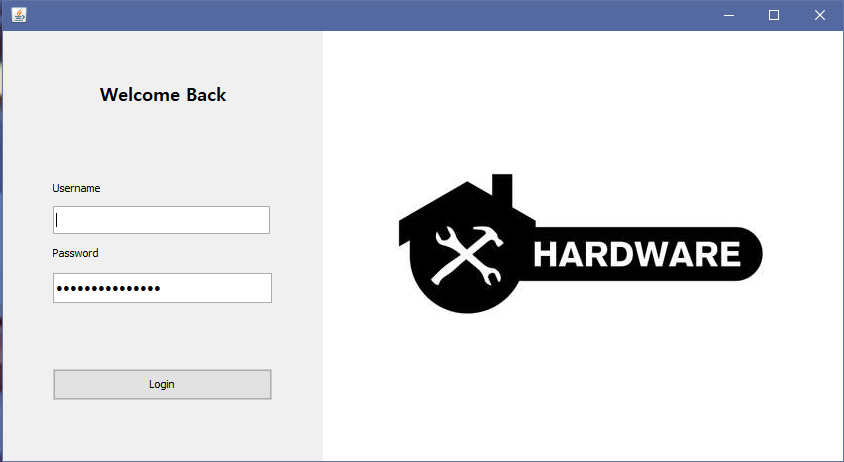 Welcome Back
Username
Password
•••••••••••••••
Login
HARDWARE